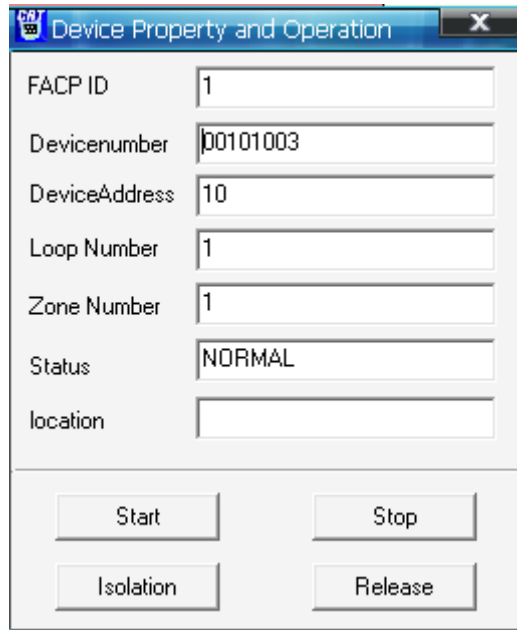 CRT Device Property and Operation X
FACP ID 1
Devicenumber 00101003
DeviceAddress 10
Loop Number 1
Zone Number 1
Status NORMAL
location
Start Stop
Isolation Release